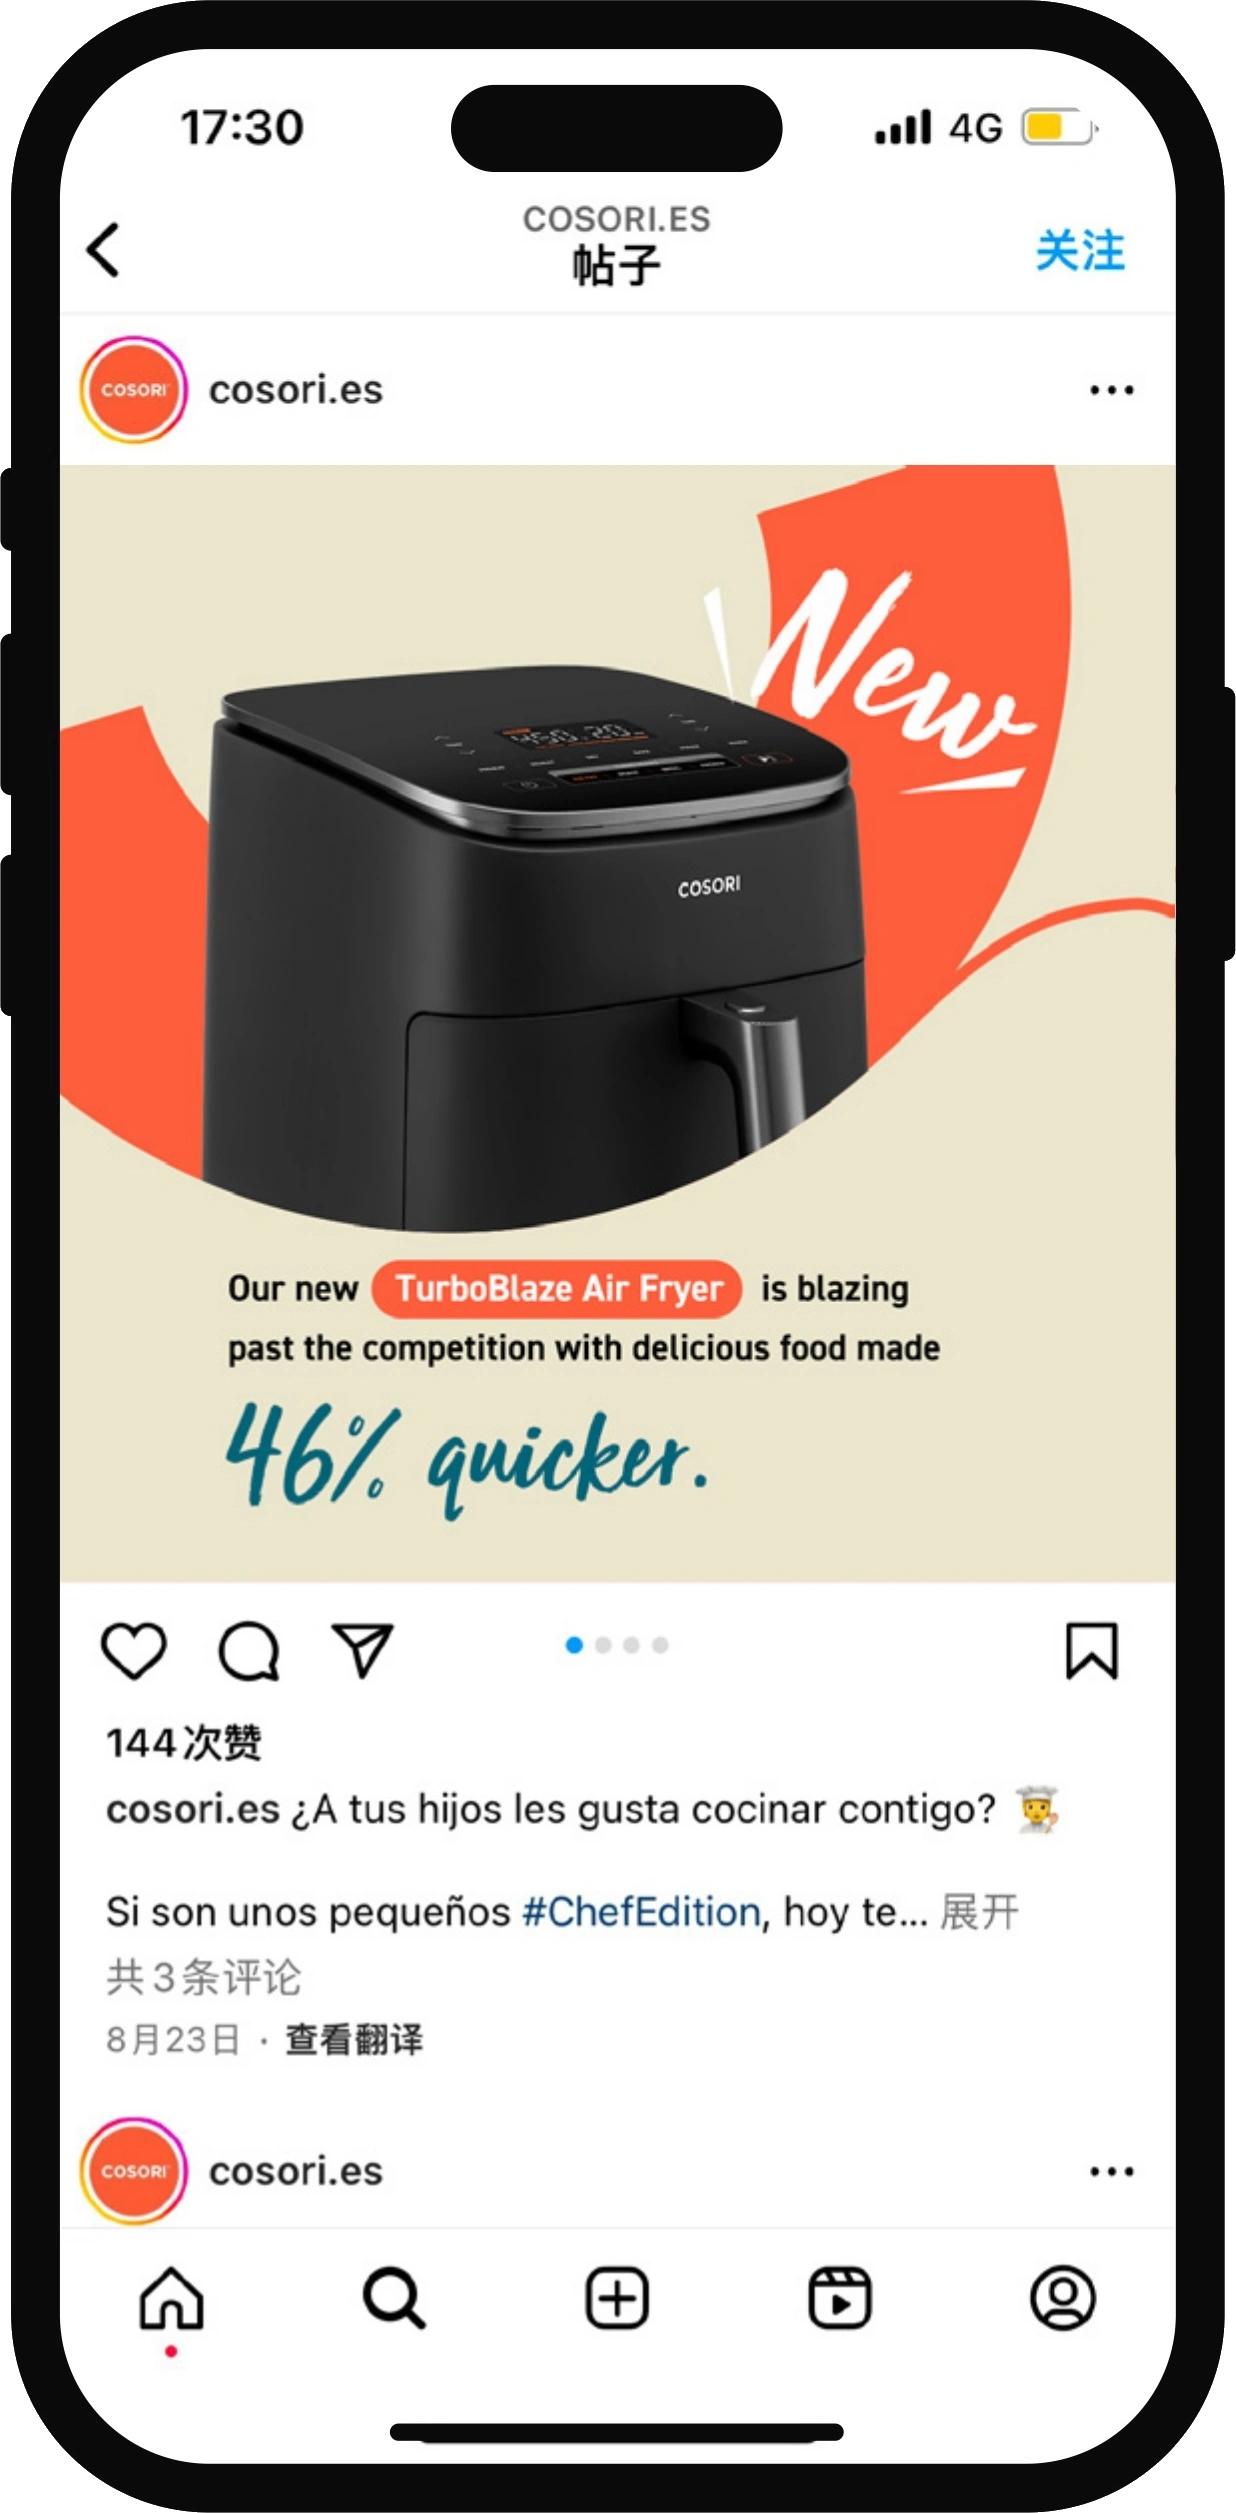 17:30 4G
COSORI.ES
帖子
关注
COSORI cosori.es
New
COSORI
Our new TurboBlaze Air Fryer is blazing
past the competition with delicious food made
46% quicker.
144次赞
cosori.es ¿A tus hijos les gusta cocinar contigo? 👨‍🍳
Si son unos pequeños #ChefEdition, hoy te... 展开
共3条评论
8月23日 · 查看翻译
COSORI cosori.es